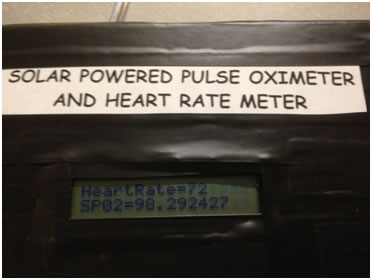 SOLAR POWERED PULSE OXIMETER
AND HEART RATE METER
HeartRate=72
SP02=98.292427